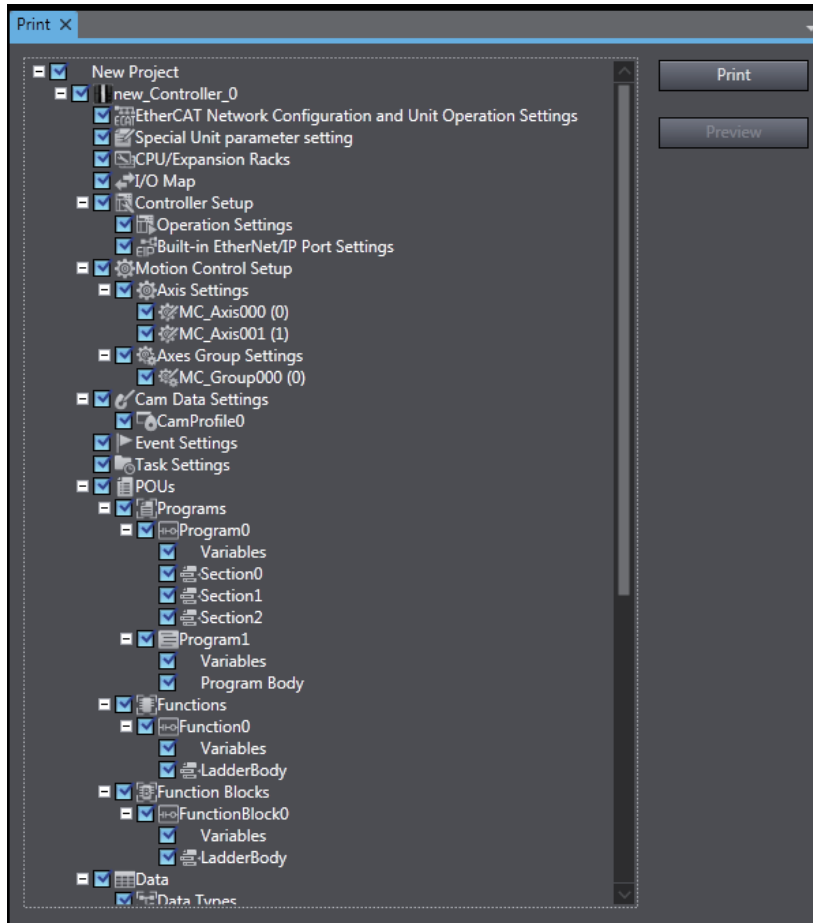 Print
New Project
Print
new_Controller_0
EtherCAT Network Configuration and Unit Operation Settings
Special Unit parameter setting
Preview
CPU/Expansion Racks
I/O Map
Controller Setup
Operation Settings
Built-in EtherNet/IP Port Settings
Motion Control Setup
Axis Settings
MC_Axis000 (0)
MC_Axis001 (1)
Axes Group Settings
MC_Group000 (0)
Cam Data Settings
CamProfile0
Event Settings
Task Settings
POUs
Programs
Program0
Variables
Section0
Section1
Section2
Program1
Variables
Program Body
Functions
Function0
Variables
LadderBody
Function Blocks
FunctionBlock0
Variables
LadderBody
Data
Data Types